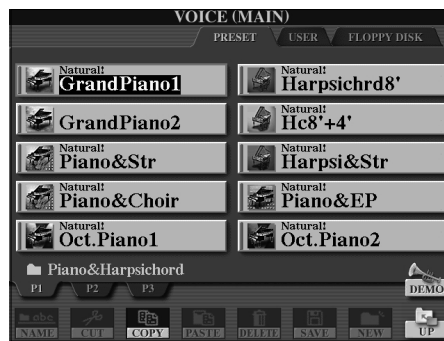 VOICE (MAIN)
PRESET USER FLOPPY DISK
Natural!
GrandPiano1
GrandPiano2
Natural!
Piano&Str
Natural!
Piano&Choir
Natural!
Oct.Piano1
Natural!
Harpsichrd8'
Natural!
Hc8'+4'
Natural!
Harpsi&Str
Natural!
Piano&EP
Natural!
Oct.Piano2
Piano&Harpsichord
P1 P2 P3
DEMO
abc
NAME CUT COPY PASTE DELETE SAVE NEW UP